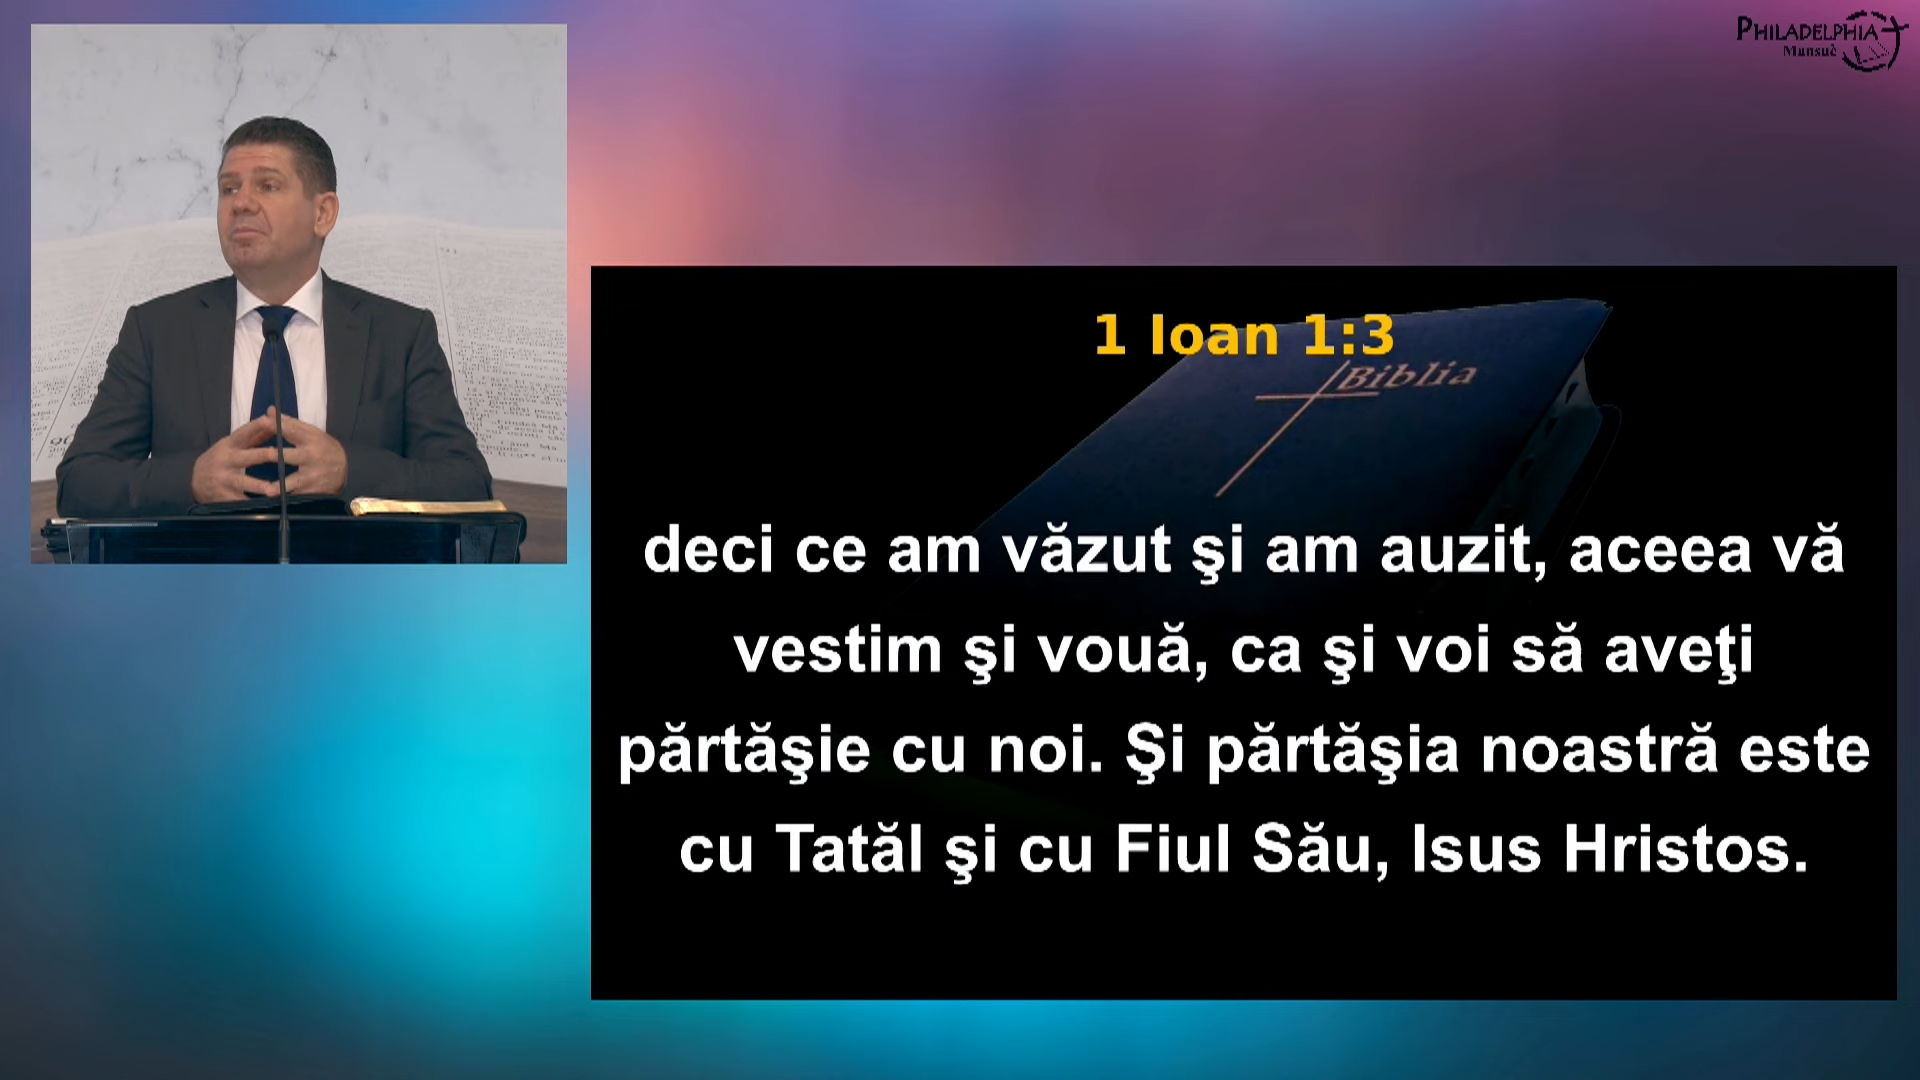 PHILADELPHIA
Mansuè
1 Ioan 1:3
Biblia
deci ce am văzut şi am auzit, aceea vă
vestim şi vouă, ca şi voi să aveţi
părtăşie cu noi. Şi părtăşia noastră este
cu Tatăl şi cu Fiul Său, Isus Hristos.